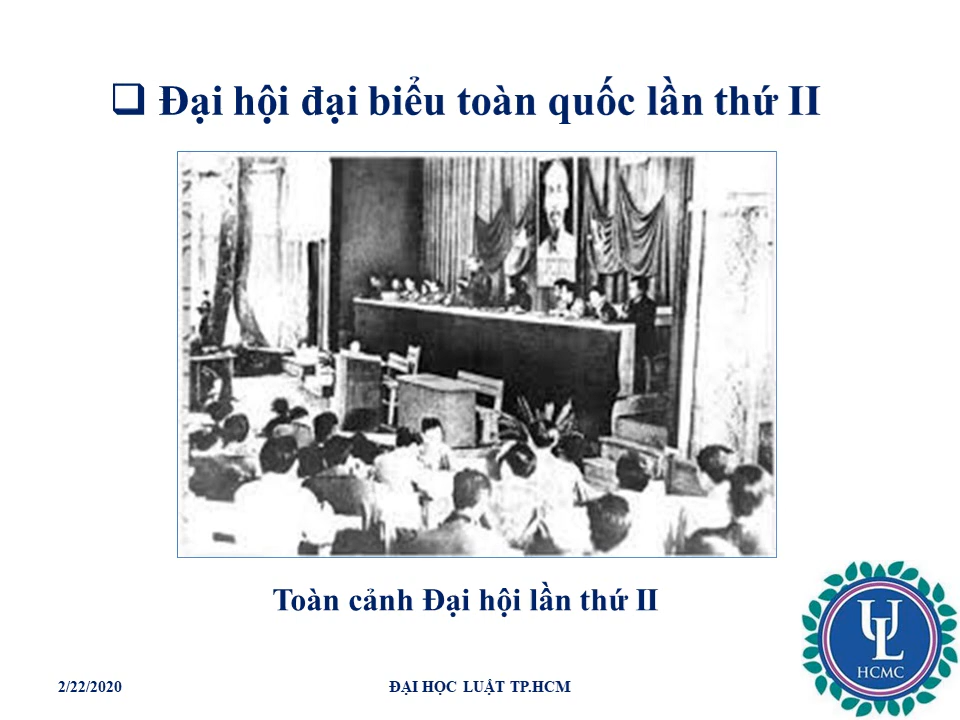 Đại hội đại biểu toàn quốc lần thứ II
Toàn cảnh Đại hội lần thứ II
2/22/2020
ĐẠI HỌC LUẬT TP.HCM
UL
HCMC